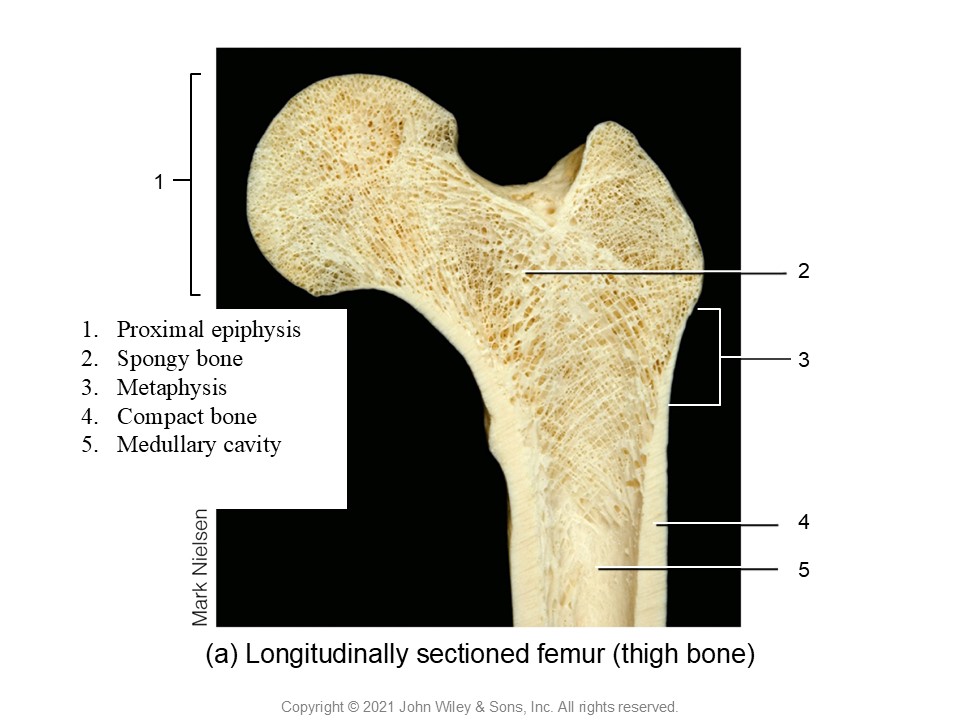 1
2
1. Proximal epiphysis
2. Spongy bone
3. Metaphysis
4. Compact bone
5. Medullary cavity
3
4
5
Mark Nielsen
(a) Longitudinally sectioned femur (thigh bone)
Copyright © 2021 John Wiley & Sons, Inc. All rights reserved.